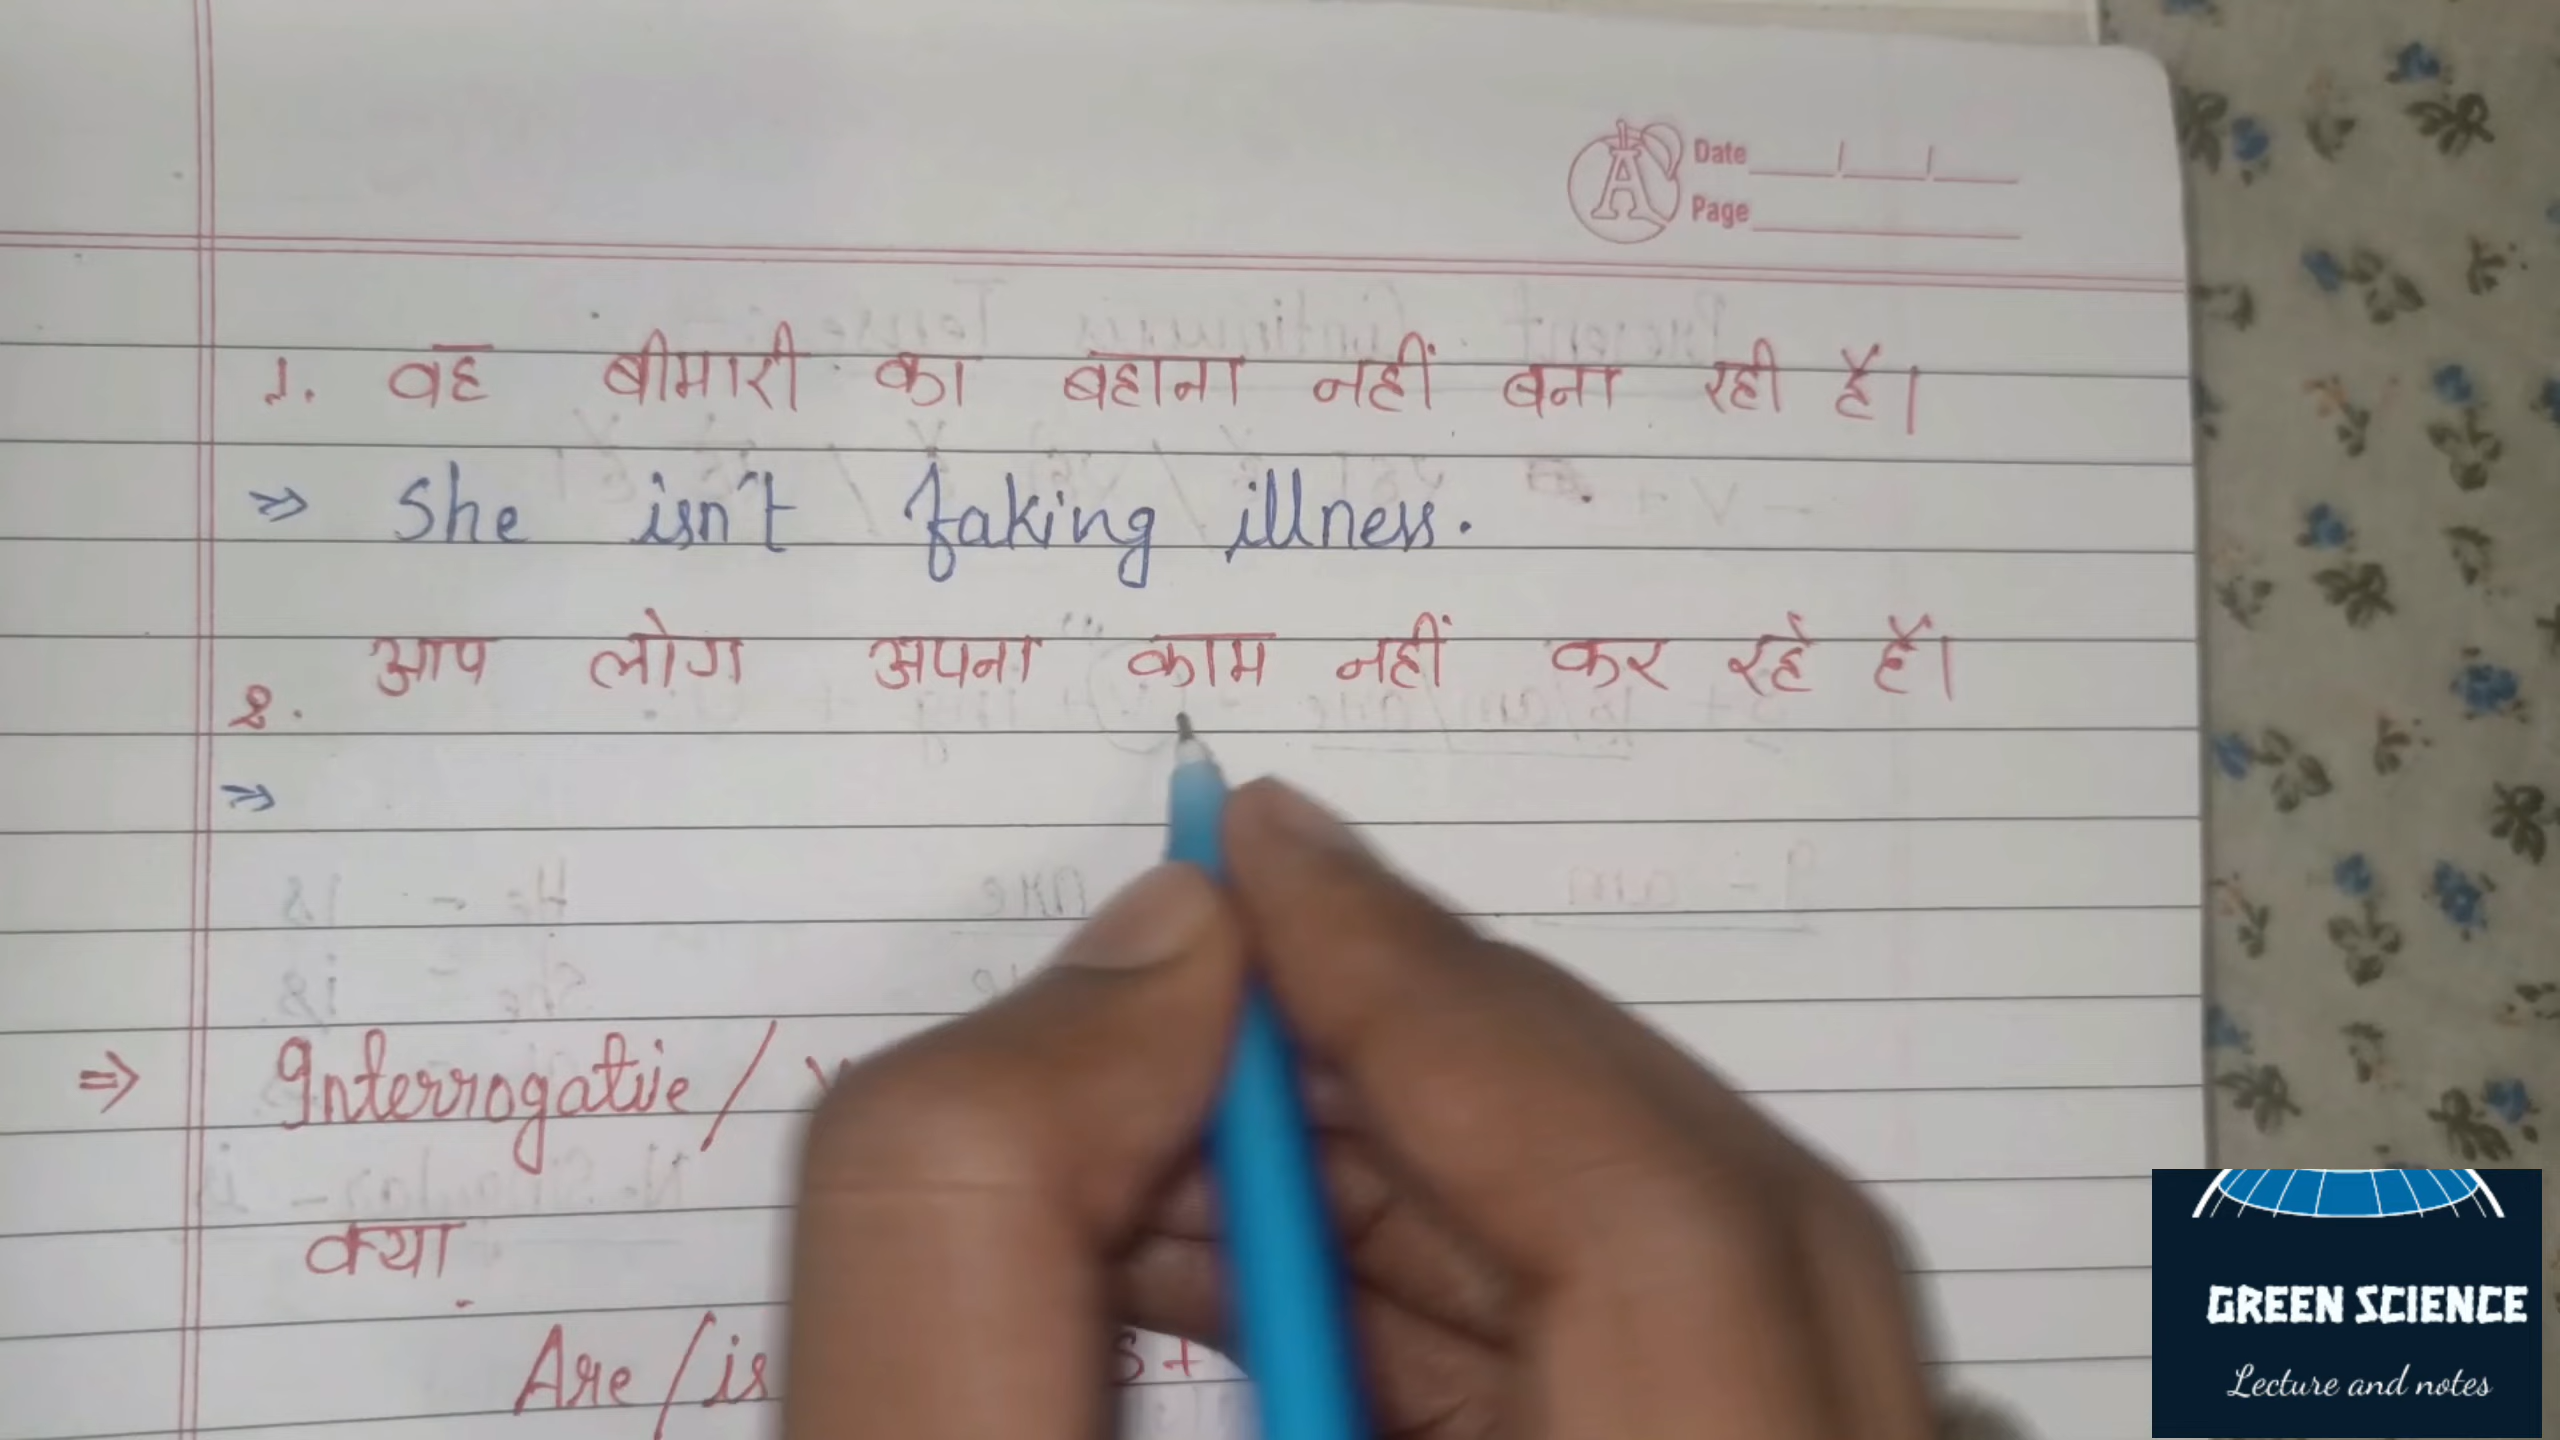 Date
Page
1. वह बीमारी का बहाना नहीं बना रही है।
⇒ She isn't faking illness.
2. आप लोग अपना काम नहीं कर रहे हैं।
⇒
⇒ Interrogative /
क्या
Are/is S+
GREEN SCIENCE
Lecture and notes